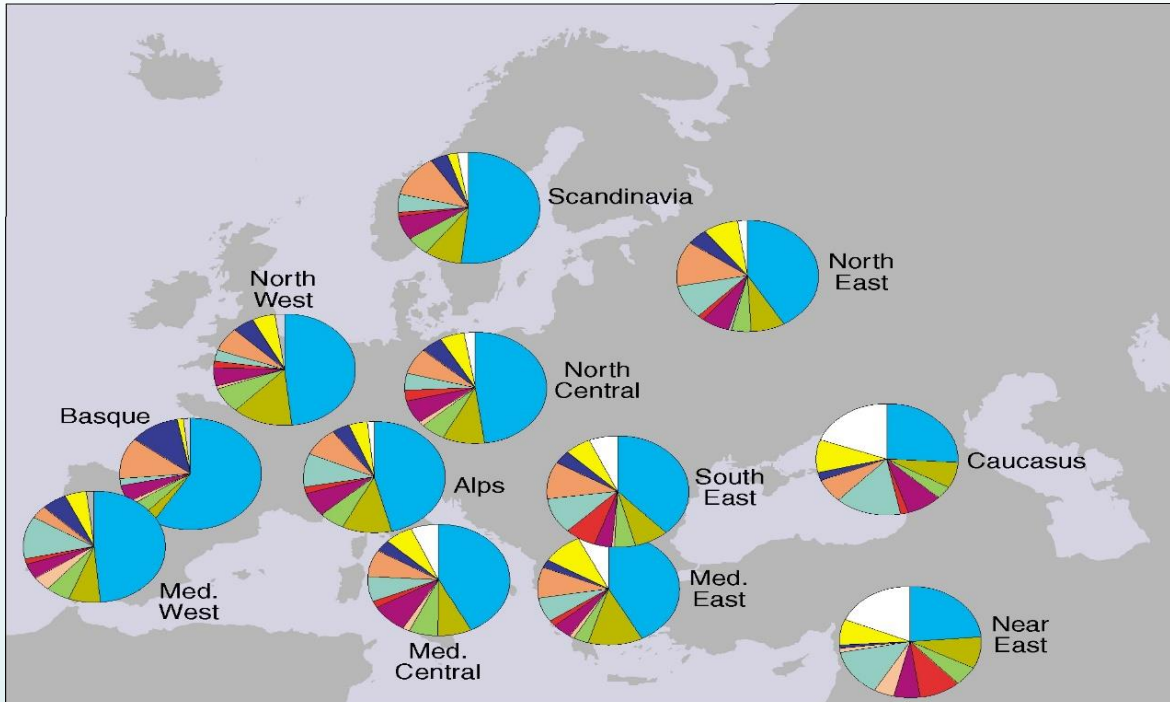 Scandinavia
North
East
North
West
North
Central
Basque
Alps
South
East
Caucasus
Med.
West
Med.
Central
Med.
East
Near
East